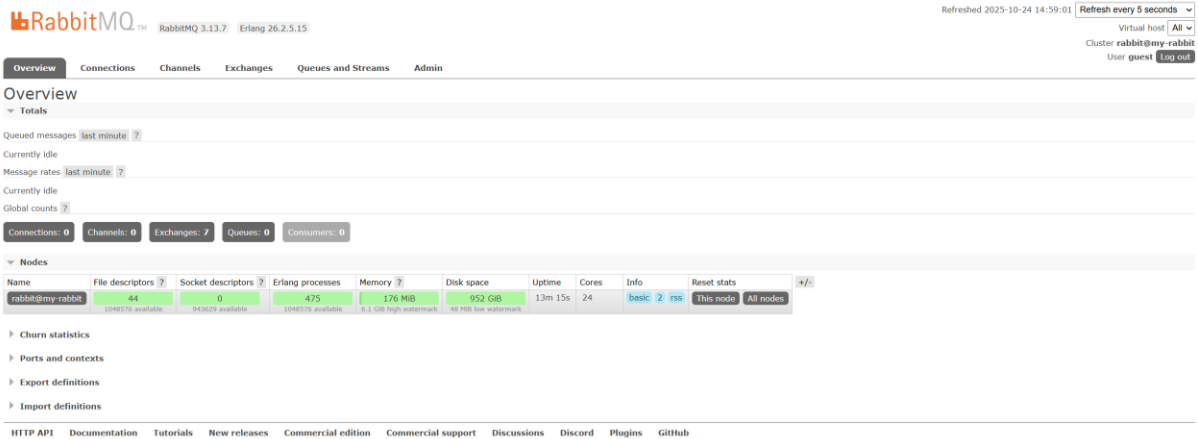 Refreshed 2025-10-24 14:59:01 Refresh every 5 seconds
RabbitMQ TM RabbitMQ 3.13.7 Erlang 26.2.5.15
Virtual host All
Cluster rabbit@my-rabbit
User guest Log out
Overview Connections Channels Exchanges Queues and Streams Admin
Overview
Totals
Queued messages last minute ?
Currently idle
Message rates last minute ?
Currently idle
Global counts ?
Connections: 0 Channels: 0 Exchanges: 7 Queues: 0 Consumers: 0
Nodes
Name File descriptors ? Socket descriptors ? Erlang processes Memory ? Disk space Uptime Cores Info Reset stats +/-
rabbit@my-rabbit 44 0 475 176 MiB 952 GiB 13m 15s 24 basic 2 rss This node All nodes
1048576 available 943629 available 1048576 available 6.1 GiB high watermark 48 MiB low watermark
Churn statistics
Ports and contexts
Export definitions
Import definitions
HTTP API Documentation Tutorials New releases Commercial edition Commercial support Discussions Discord Plugins GitHub